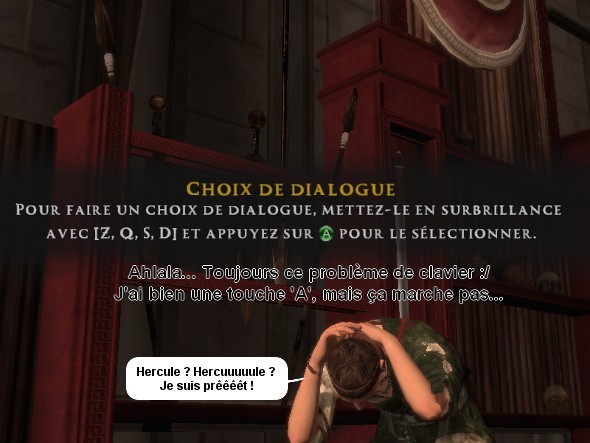 CHOIX DE DIALOGUE
POUR FAIRE UN CHOIX DE DIALOGUE, METTEZ-LE EN SURBRILLANCE
AVEC [Z, Q, S, D] ET APPUYEZ SUR A POUR LE SÉLECTIONNER.
Ahlala... Toujours ce problème de clavier :/
J'ai bien une touche 'A', mais ça marche pas...
Hercule ? Hercuuuuule ?
Je suis prêêêêt !